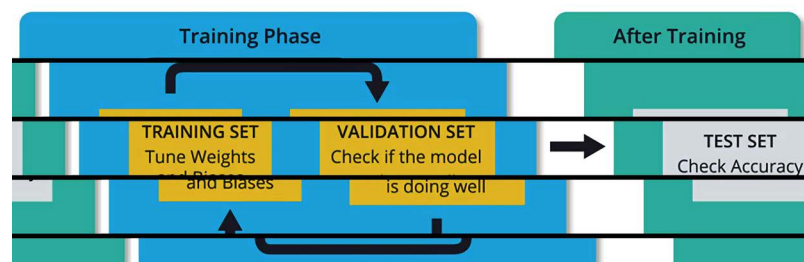 Training Phase
After Training
TRAINING SET
Tune Weights
and Biases
VALIDATION SET
Check if the model
is doing well
TEST SET
Check Accuracy